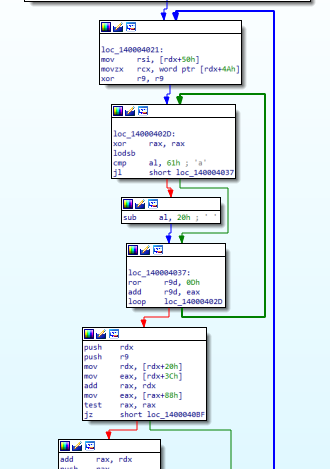 loc_140004021:
mov rsi, [rdx+50h]
movzx rcx, word ptr [rdx+4Ah]
xor r9, r9
loc_14000402D:
xor rax, rax
lodsb
cmp al, 61h ; 'a'
jl short loc_140004037
sub al, 20h ; ' '
loc_140004037:
ror r9d, 0Dh
add r9d, eax
loop loc_14000402D
push rdx
push r9
mov rdx, [rdx+20h]
mov eax, [rdx+3Ch]
add rax, rdx
mov eax, [rax+88h]
test rax, rax
jz short loc_1400040BF
add rax, rdx
push rax